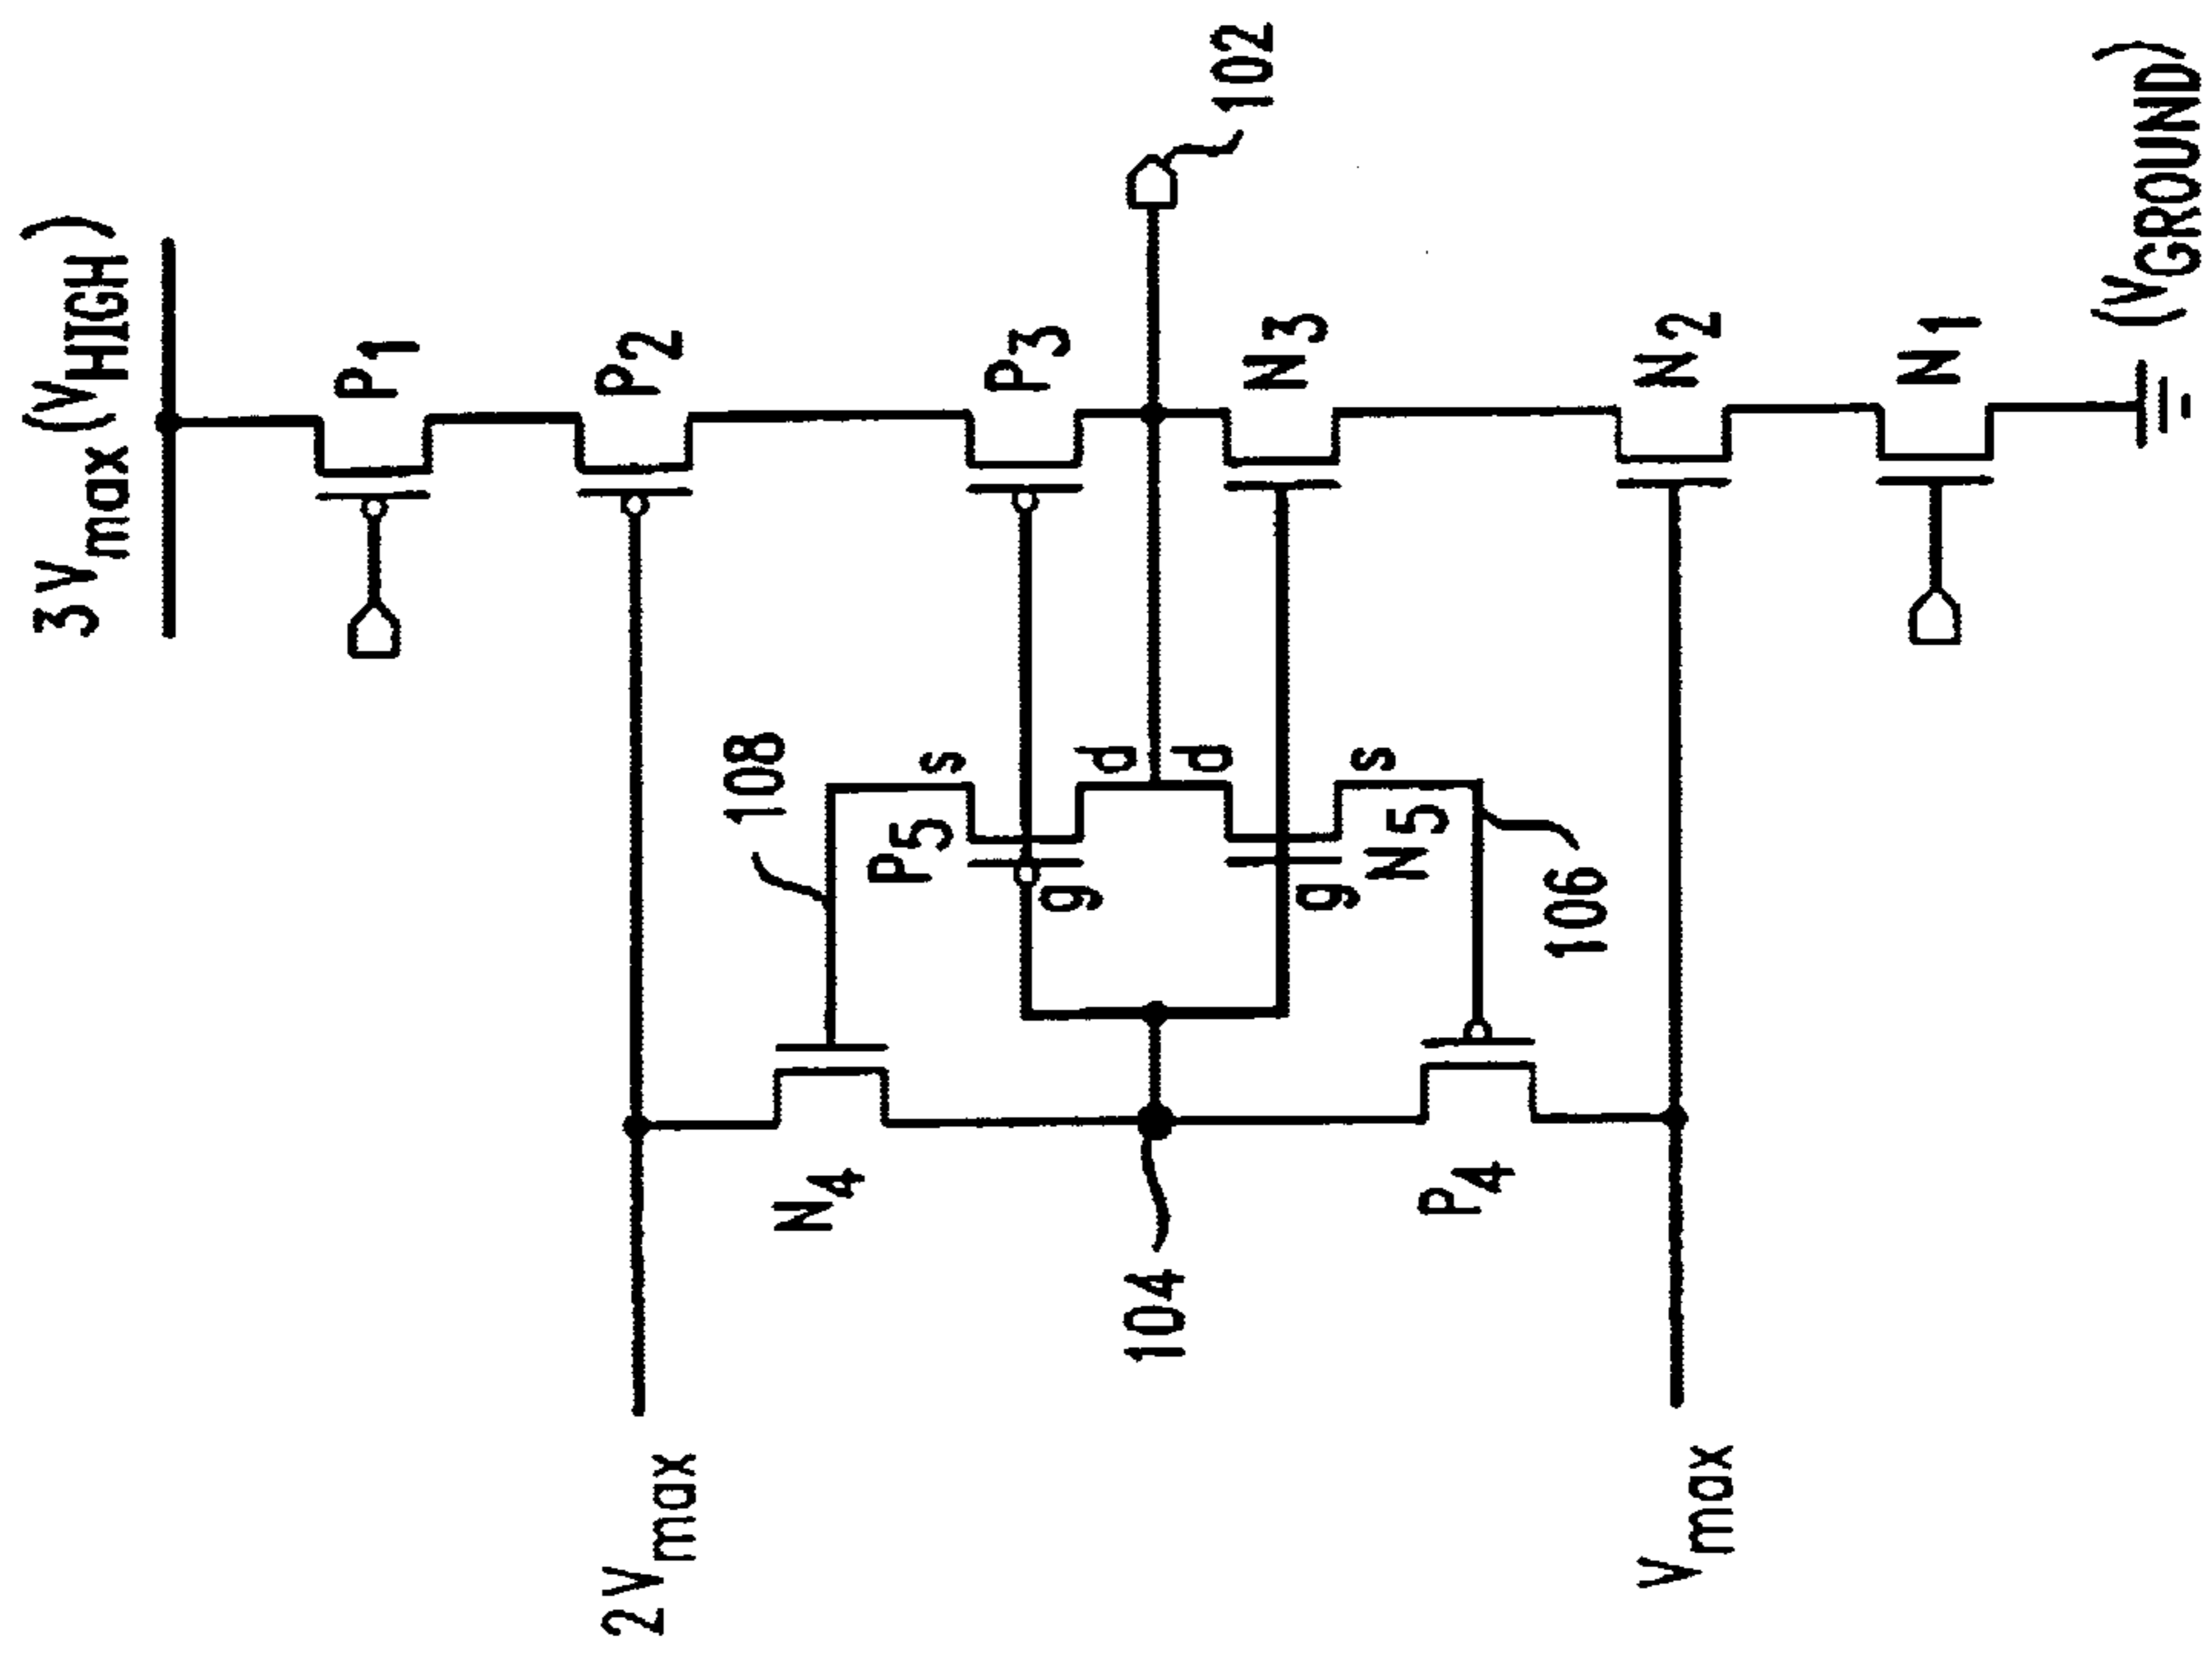 3Vmax (VHIGH)
P1
P2
P3
102
N3
N2
N1
(VGROUND)
108
s
P5
d
d
g
g
s
N5
106
N4
104
P4
2Vmax
Vmax